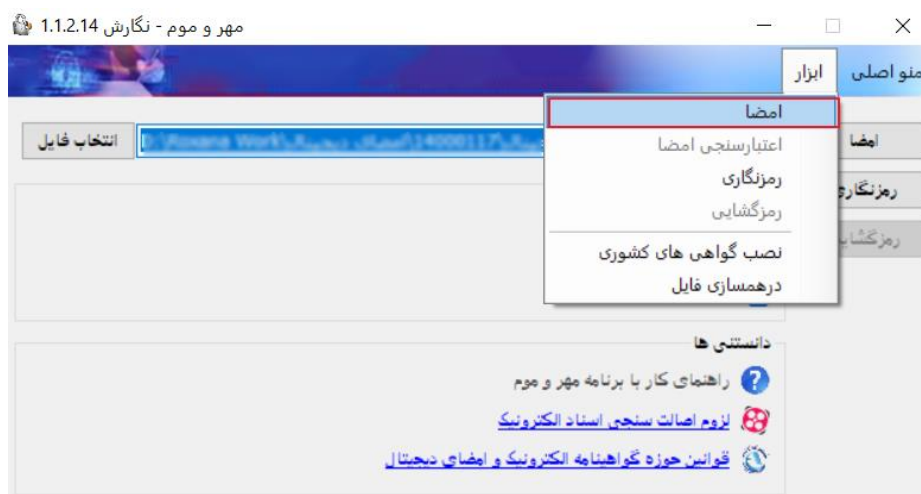 مهر و موم - نگارش 1.1.2.14
منو اصلی ابزار
امضا
اعتبارسنجی امضا
رمزنگاری
رمزگشایی
نصب گواهی های کشوری
درهمسازی فایل
امضا
رمزنگاری
انتخاب فایل
دانستنی ها
راهنمای کار با برنامه مهر و موم
لزوم اصالت سنجی اسناد الکترونیک
قوانین حوزه گواهینامه الکترونیک و امضای دیجیتال